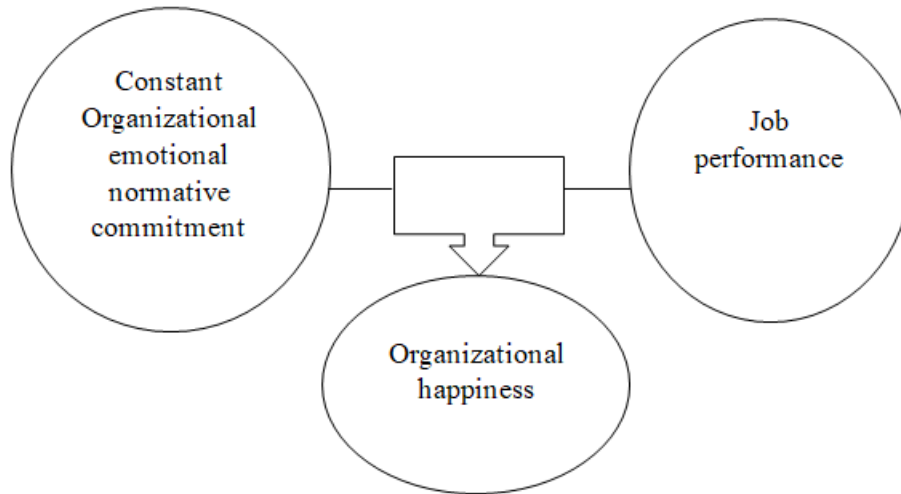 Constant
Organizational
emotional
normative
commitment
Job
performance
Organizational
happiness